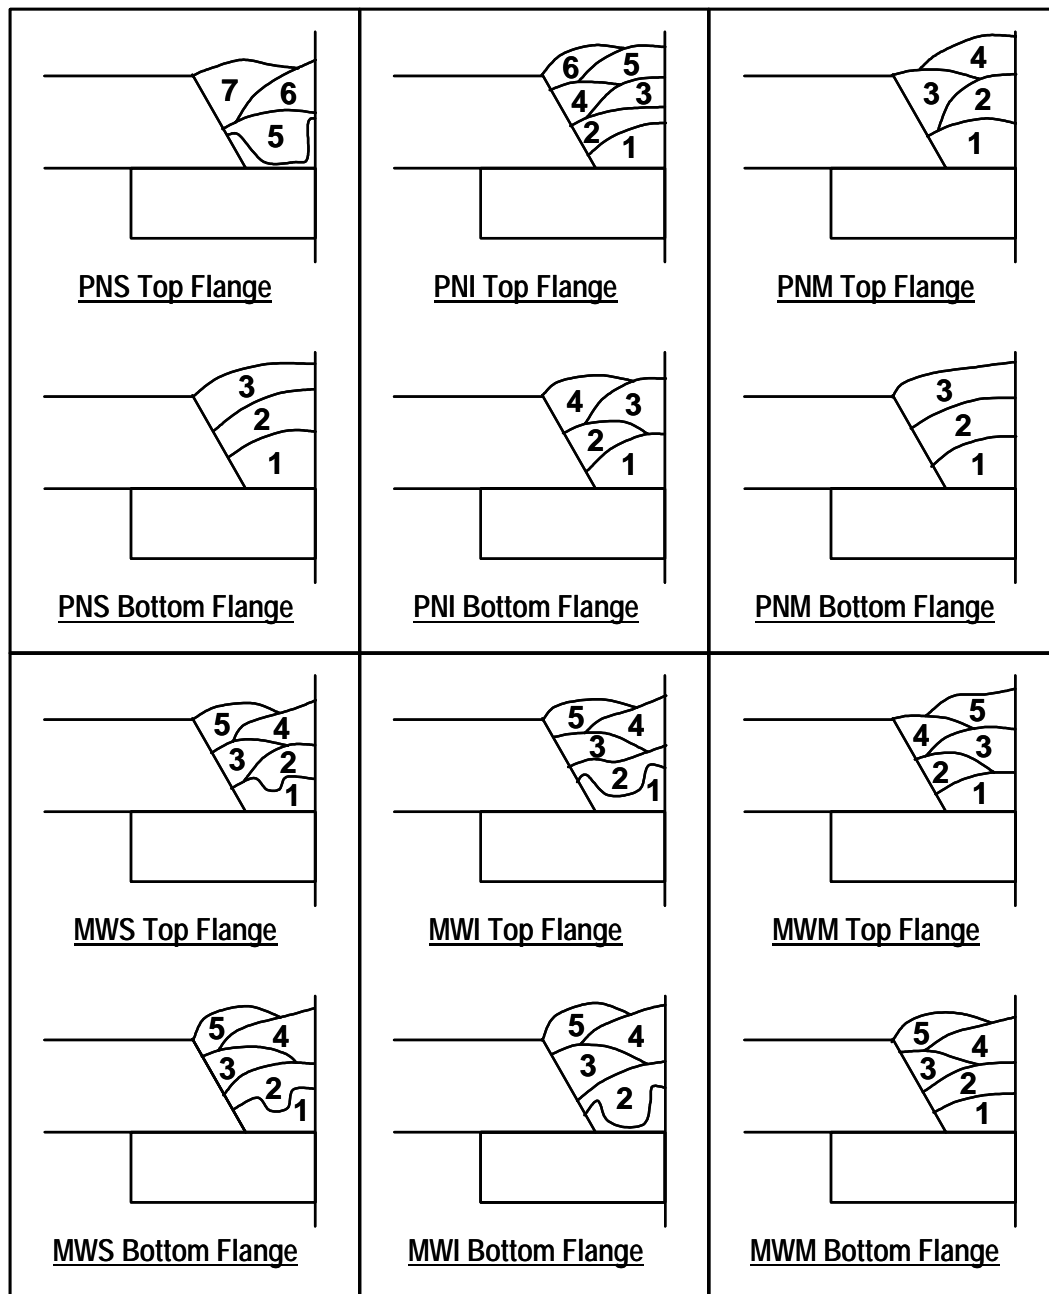 7 6
5
PNS Top Flange
6 5
4 3
2 1
PNI Top Flange
4
3 2
1
PNM Top Flange
3
2
1
PNS Bottom Flange
4 3
2 1
PNI Bottom Flange
3
2
1
PNM Bottom Flange
5 4
3 2
1
MWS Top Flange
5 4
3
2 1
MWI Top Flange
5
4 3
2 1
MWM Top Flange
5 4
3 2
1
MWS Bottom Flange
5 4
3
2
MWI Bottom Flange
5 4
3 2
1
MWM Bottom Flange